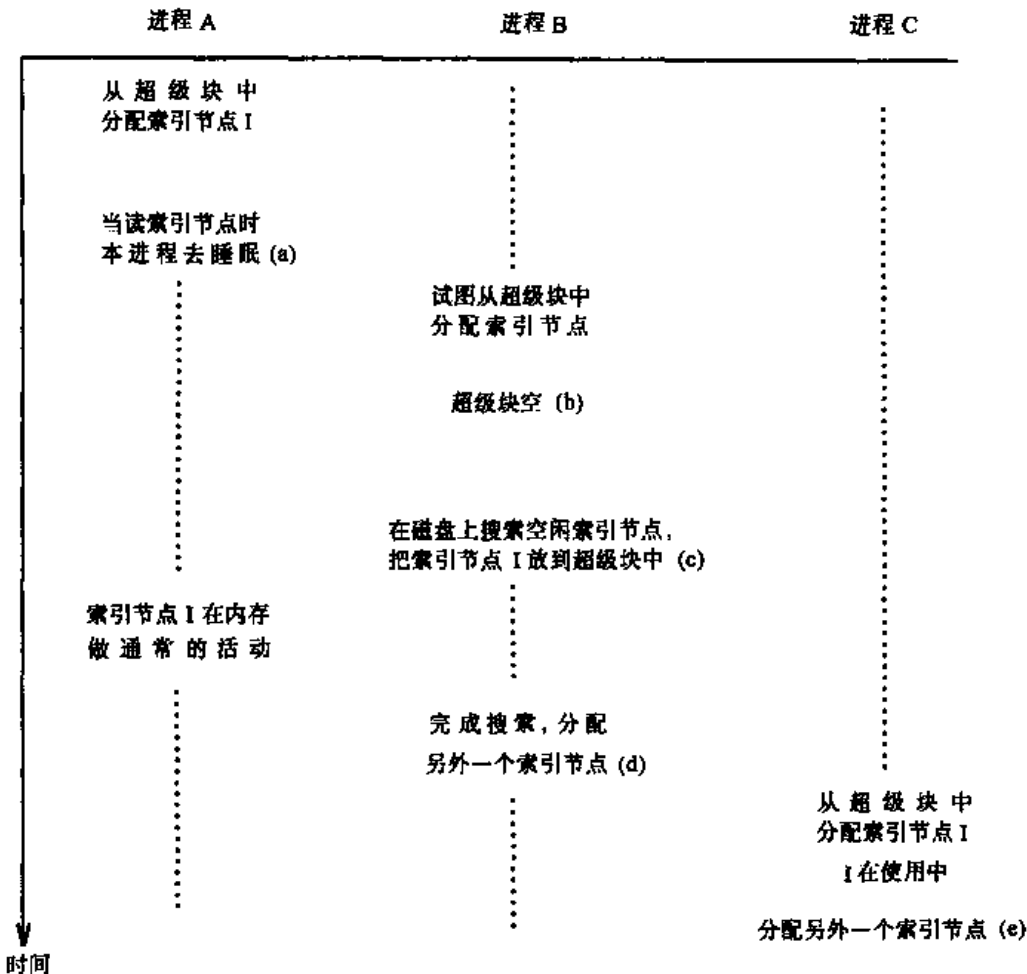 进程 A 进程 B 进程 C
从超级块中
分配索引节点 I
当读索引节点时
本进程去睡眠 (a)
试图从超级块中
分配索引节点
超级块空 (b)
在磁盘上搜索空闲索引节点，
把索引节点 I 放到超级块中 (c)
索引节点 I 在内存
做通常的活动
完成搜索，分配
另外一个索引节点 (d)
从超级块中
分配索引节点 I
I 在使用中
分配另外一个索引节点 (e)
时间